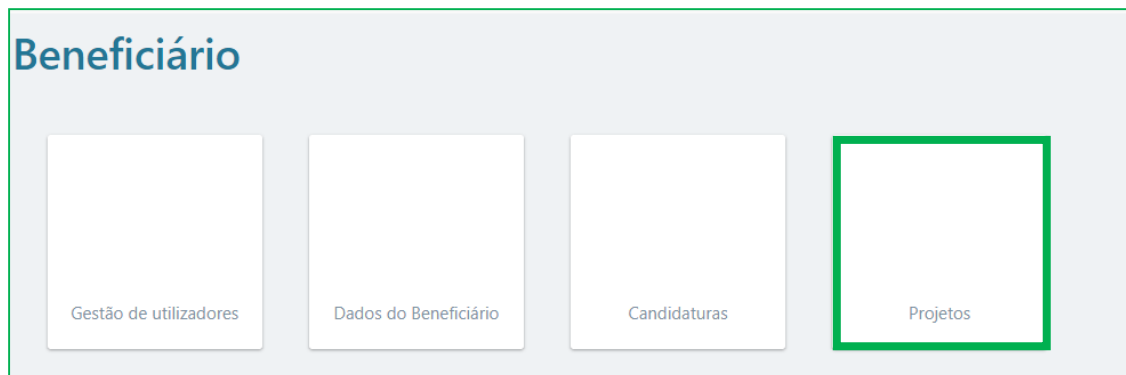 Beneficiário
Gestão de utilizadores
Dados do Beneficiário
Candidaturas
Projetos